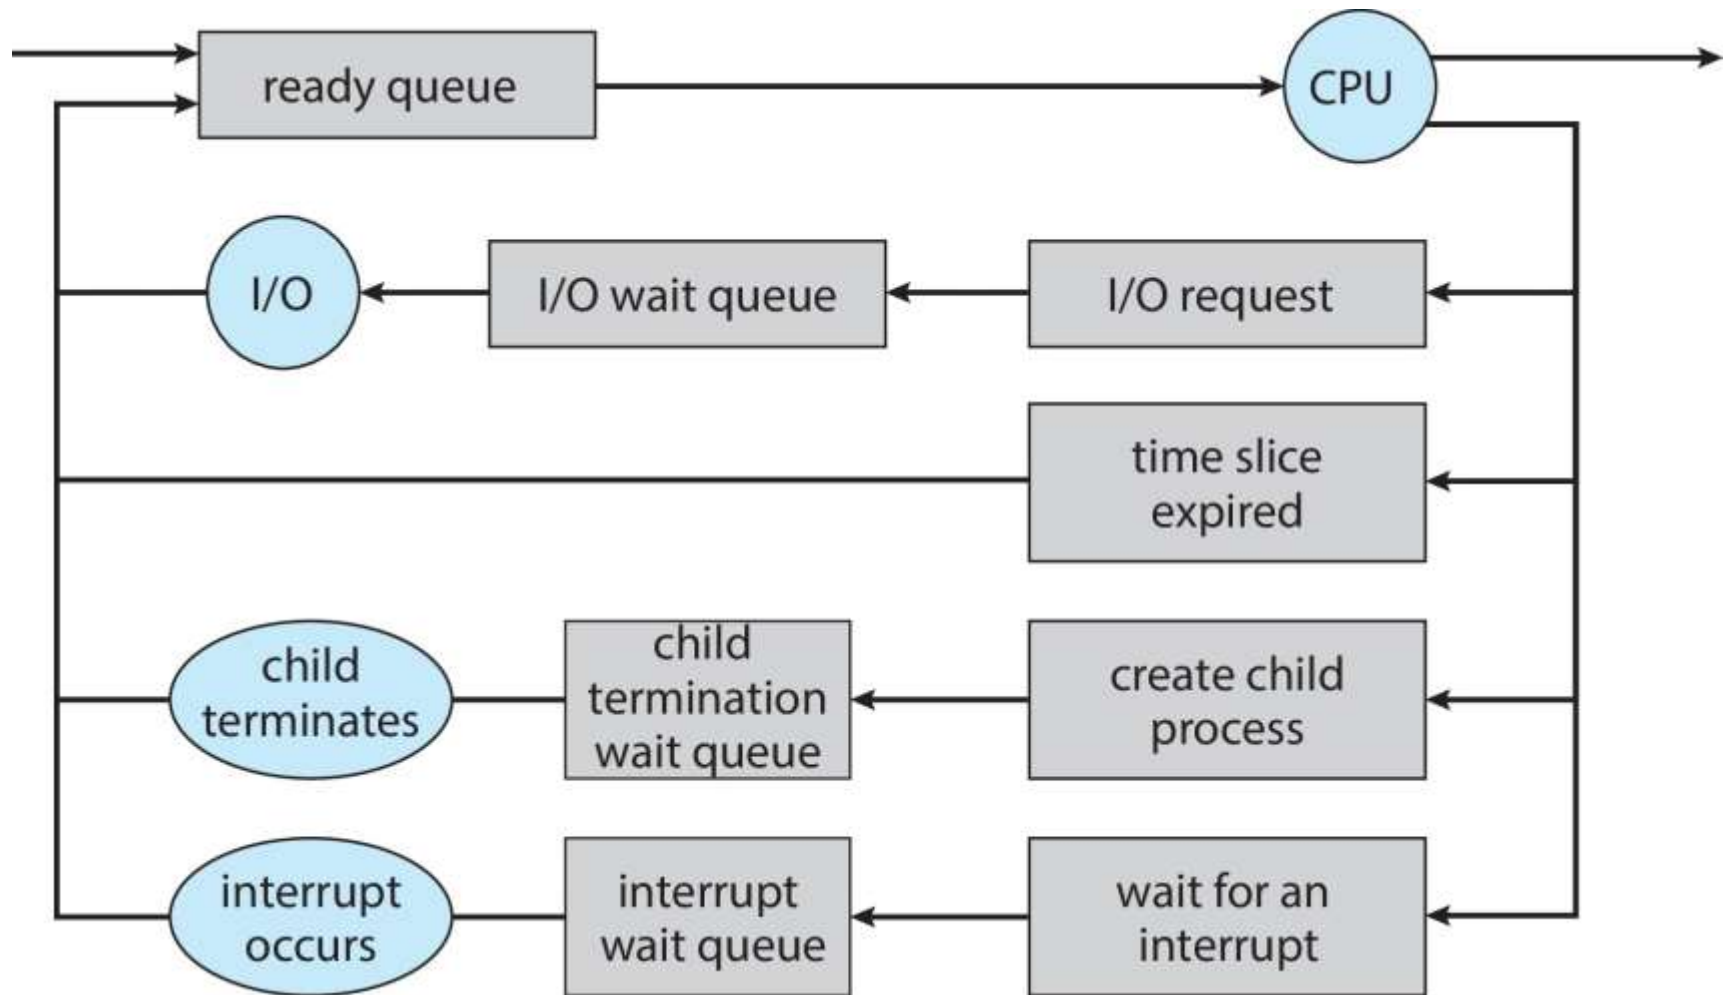 ready queue
CPU
I/O
I/O wait queue
I/O request
time slice
expired
child
terminates
child
termination
wait queue
create child
process
interrupt
occurs
interrupt
wait queue
wait for an
interrupt